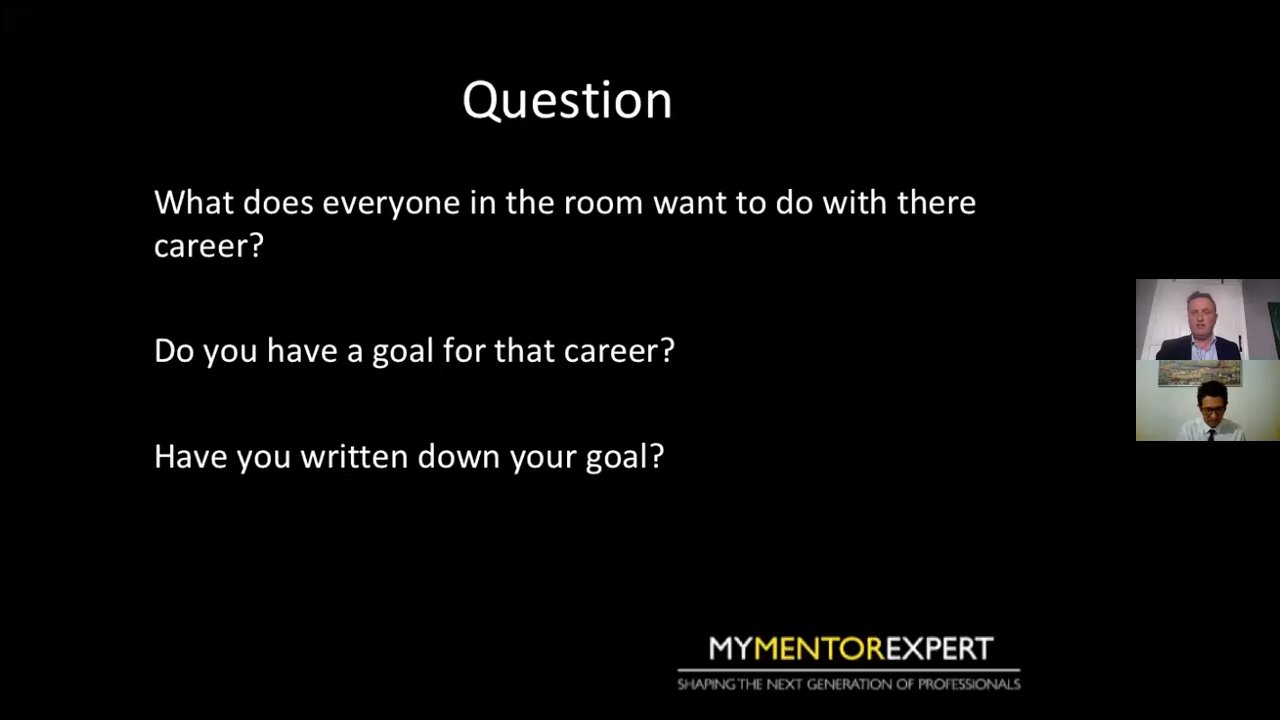 Question
What does everyone in the room want to do with there
career?
Do you have a goal for that career?
Have you written down your goal?
MYMENTOREXPERT
SHAPING THE NEXT GENERATION OF PROFESSIONALS